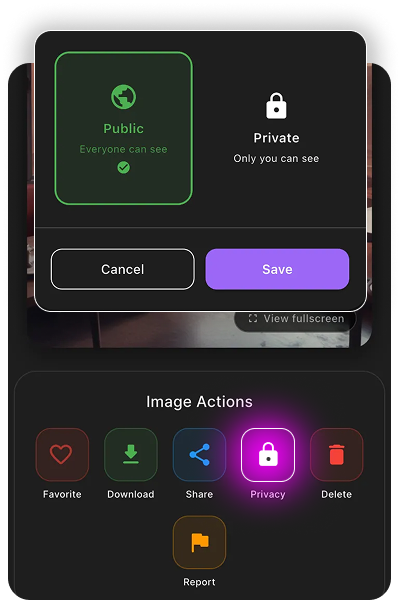 Public
Everyone can see
Private
Only you can see
Cancel
Save
View fullscreen
Image Actions
Favorite
Download
Share
Privacy
Delete
Report